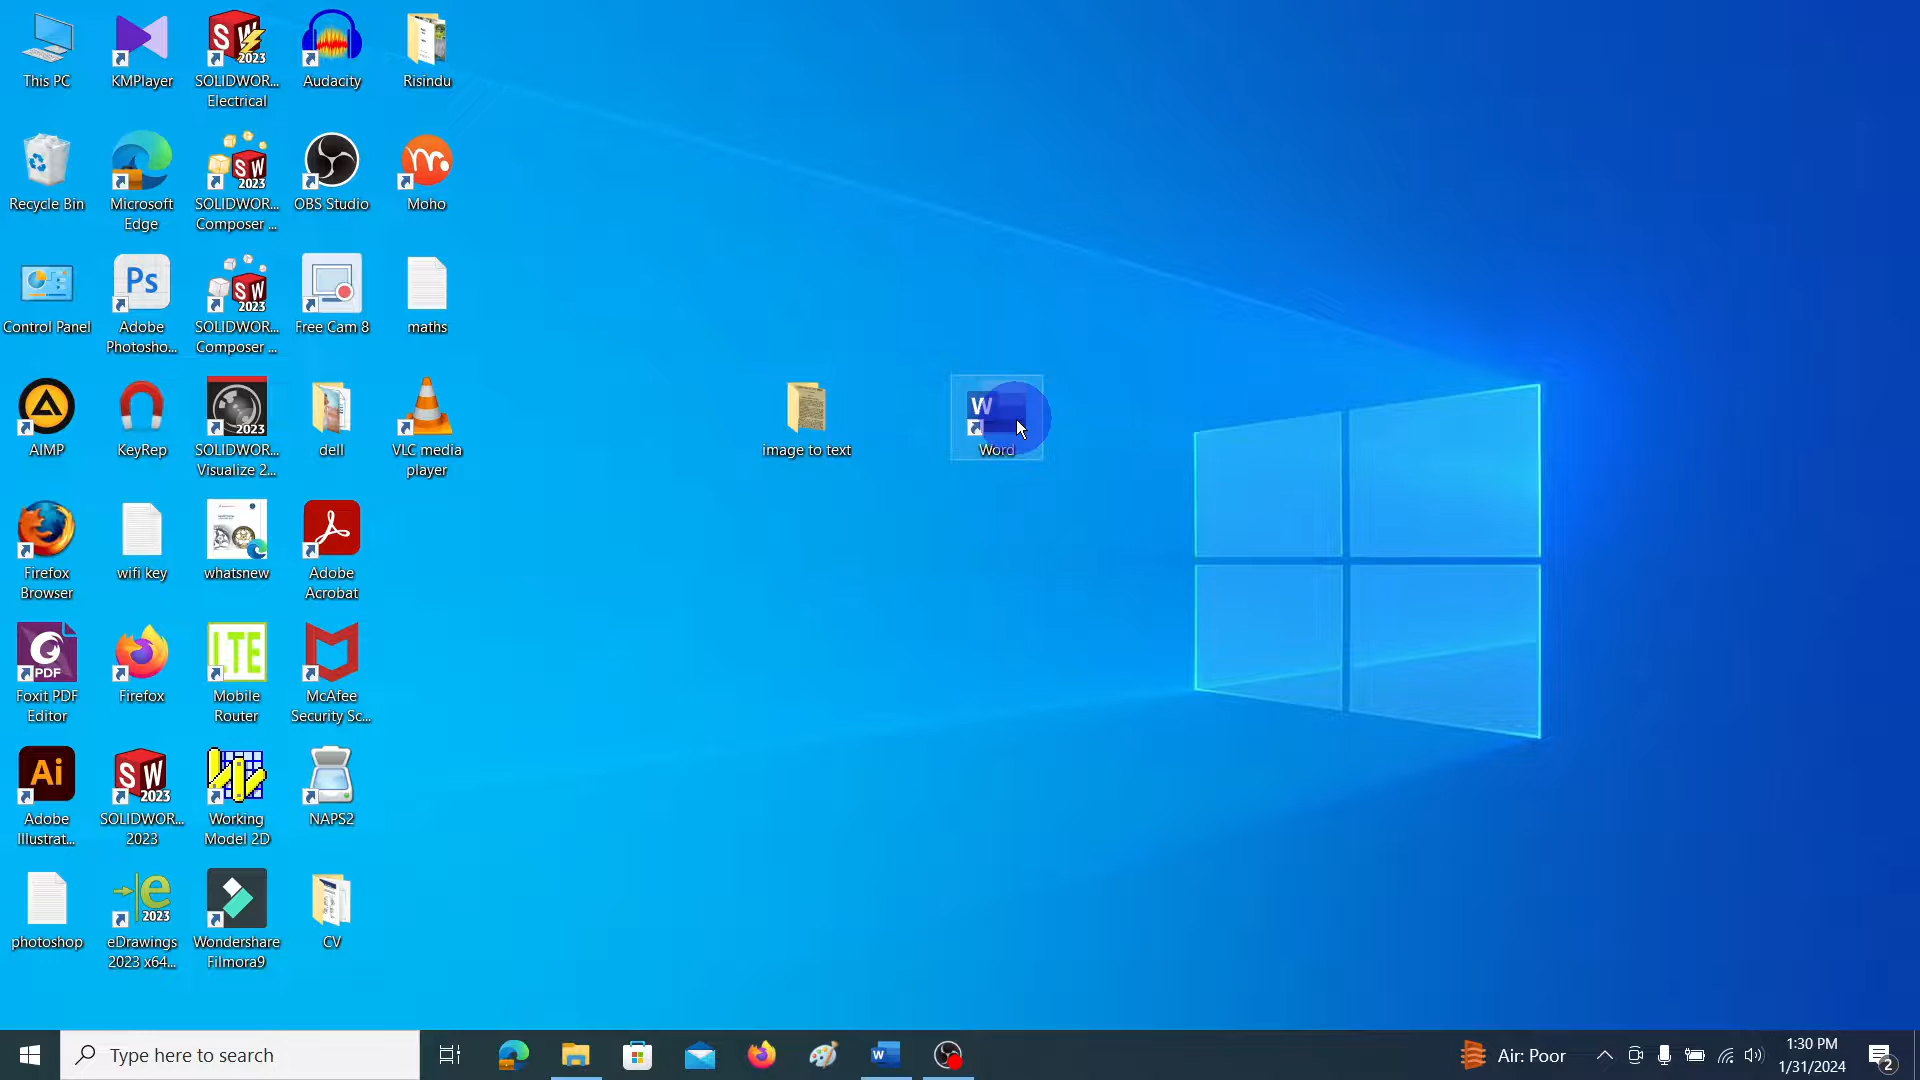 This PC
KMPlayer
SOLIDWOR...
Electrical
Audacity
Risindu
Recycle Bin
Microsoft
Edge
SOLIDWOR...
Composer ...
OBS Studio
Moho
Control Panel
Adobe
Photosho...
SOLIDWOR...
Composer ...
Free Cam 8
maths
AIMP
KeyRep
SOLIDWOR...
Visualize 2...
dell
VLC media
player
image to text
Word
Firefox
Browser
wifi key
whatsnew
Adobe
Acrobat
Foxit PDF
Editor
Firefox
Mobile
Router
McAfee
Security Sc...
Adobe
Illustrat...
SOLIDWOR...
2023
Working
Model 2D
NAPS2
photoshop
eDrawings
2023 x64...
Wondershare
Filmora9
CV
Type here to search
Air: Poor
1:30 PM
1/31/2024
2